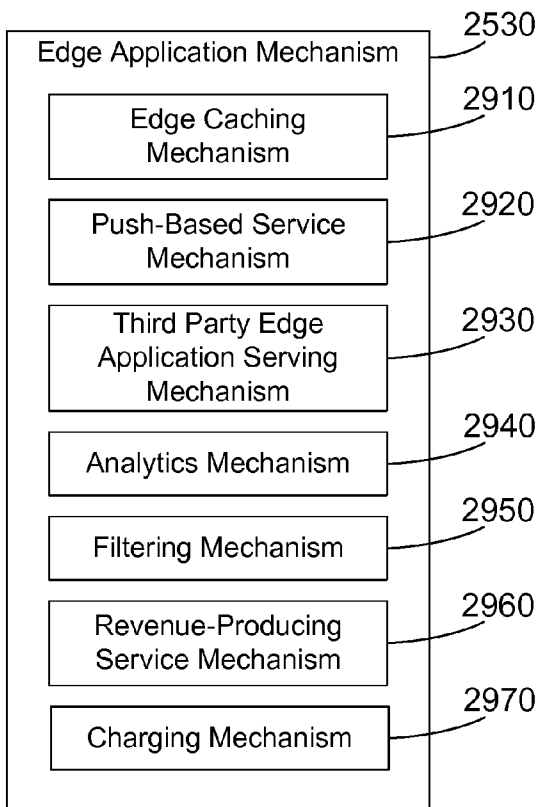 2530
Edge Application Mechanism
2910
Edge Caching
Mechanism
2920
Push-Based Service
Mechanism
2930
Third Party Edge
Application Serving
Mechanism
2940
Analytics Mechanism
2950
Filtering Mechanism
2960
Revenue-Producing
Service Mechanism
2970
Charging Mechanism